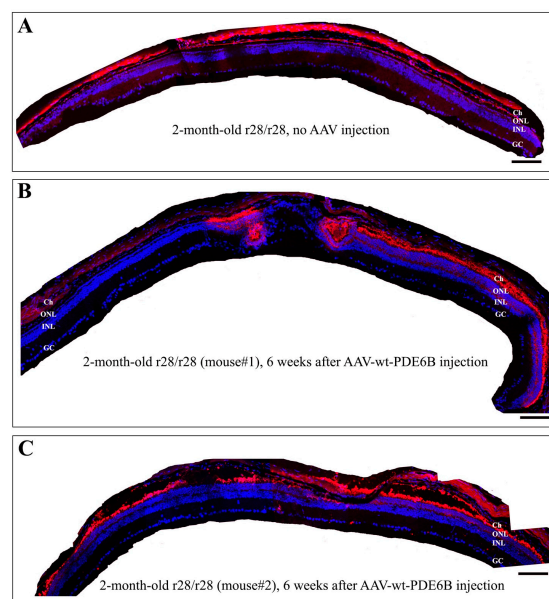 A
Ch
ONL
INL
GC
2-month-old r28/r28, no AAV injection
B
Ch
ONL
INL
GC
Ch
ONL
INL
GC
2-month-old r28/r28 (mouse#1), 6 weeks after AAV-wt-PDE6B injection
C
Ch
ONL
INL
GC
2-month-old r28/r28 (mouse#2), 6 weeks after AAV-wt-PDE6B injection